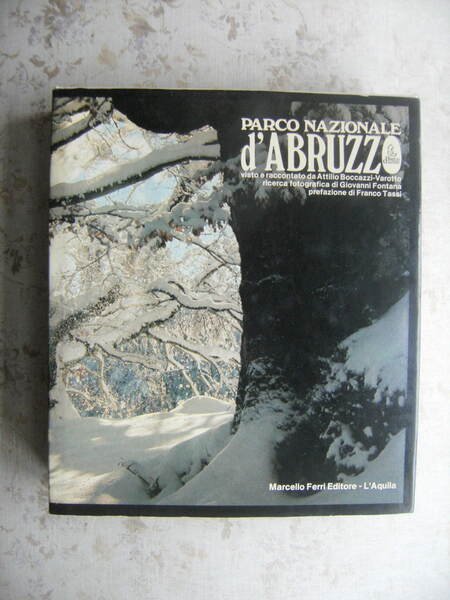 PARCO NAZIONALE
d'ABRUZZO
visto e raccontato da Attilio Boccazzi-Varotto
ricerca fotografica di Giovanni Fontana
prefazione di Franco Tassi
Marcello Ferri Editore - L'Aquila